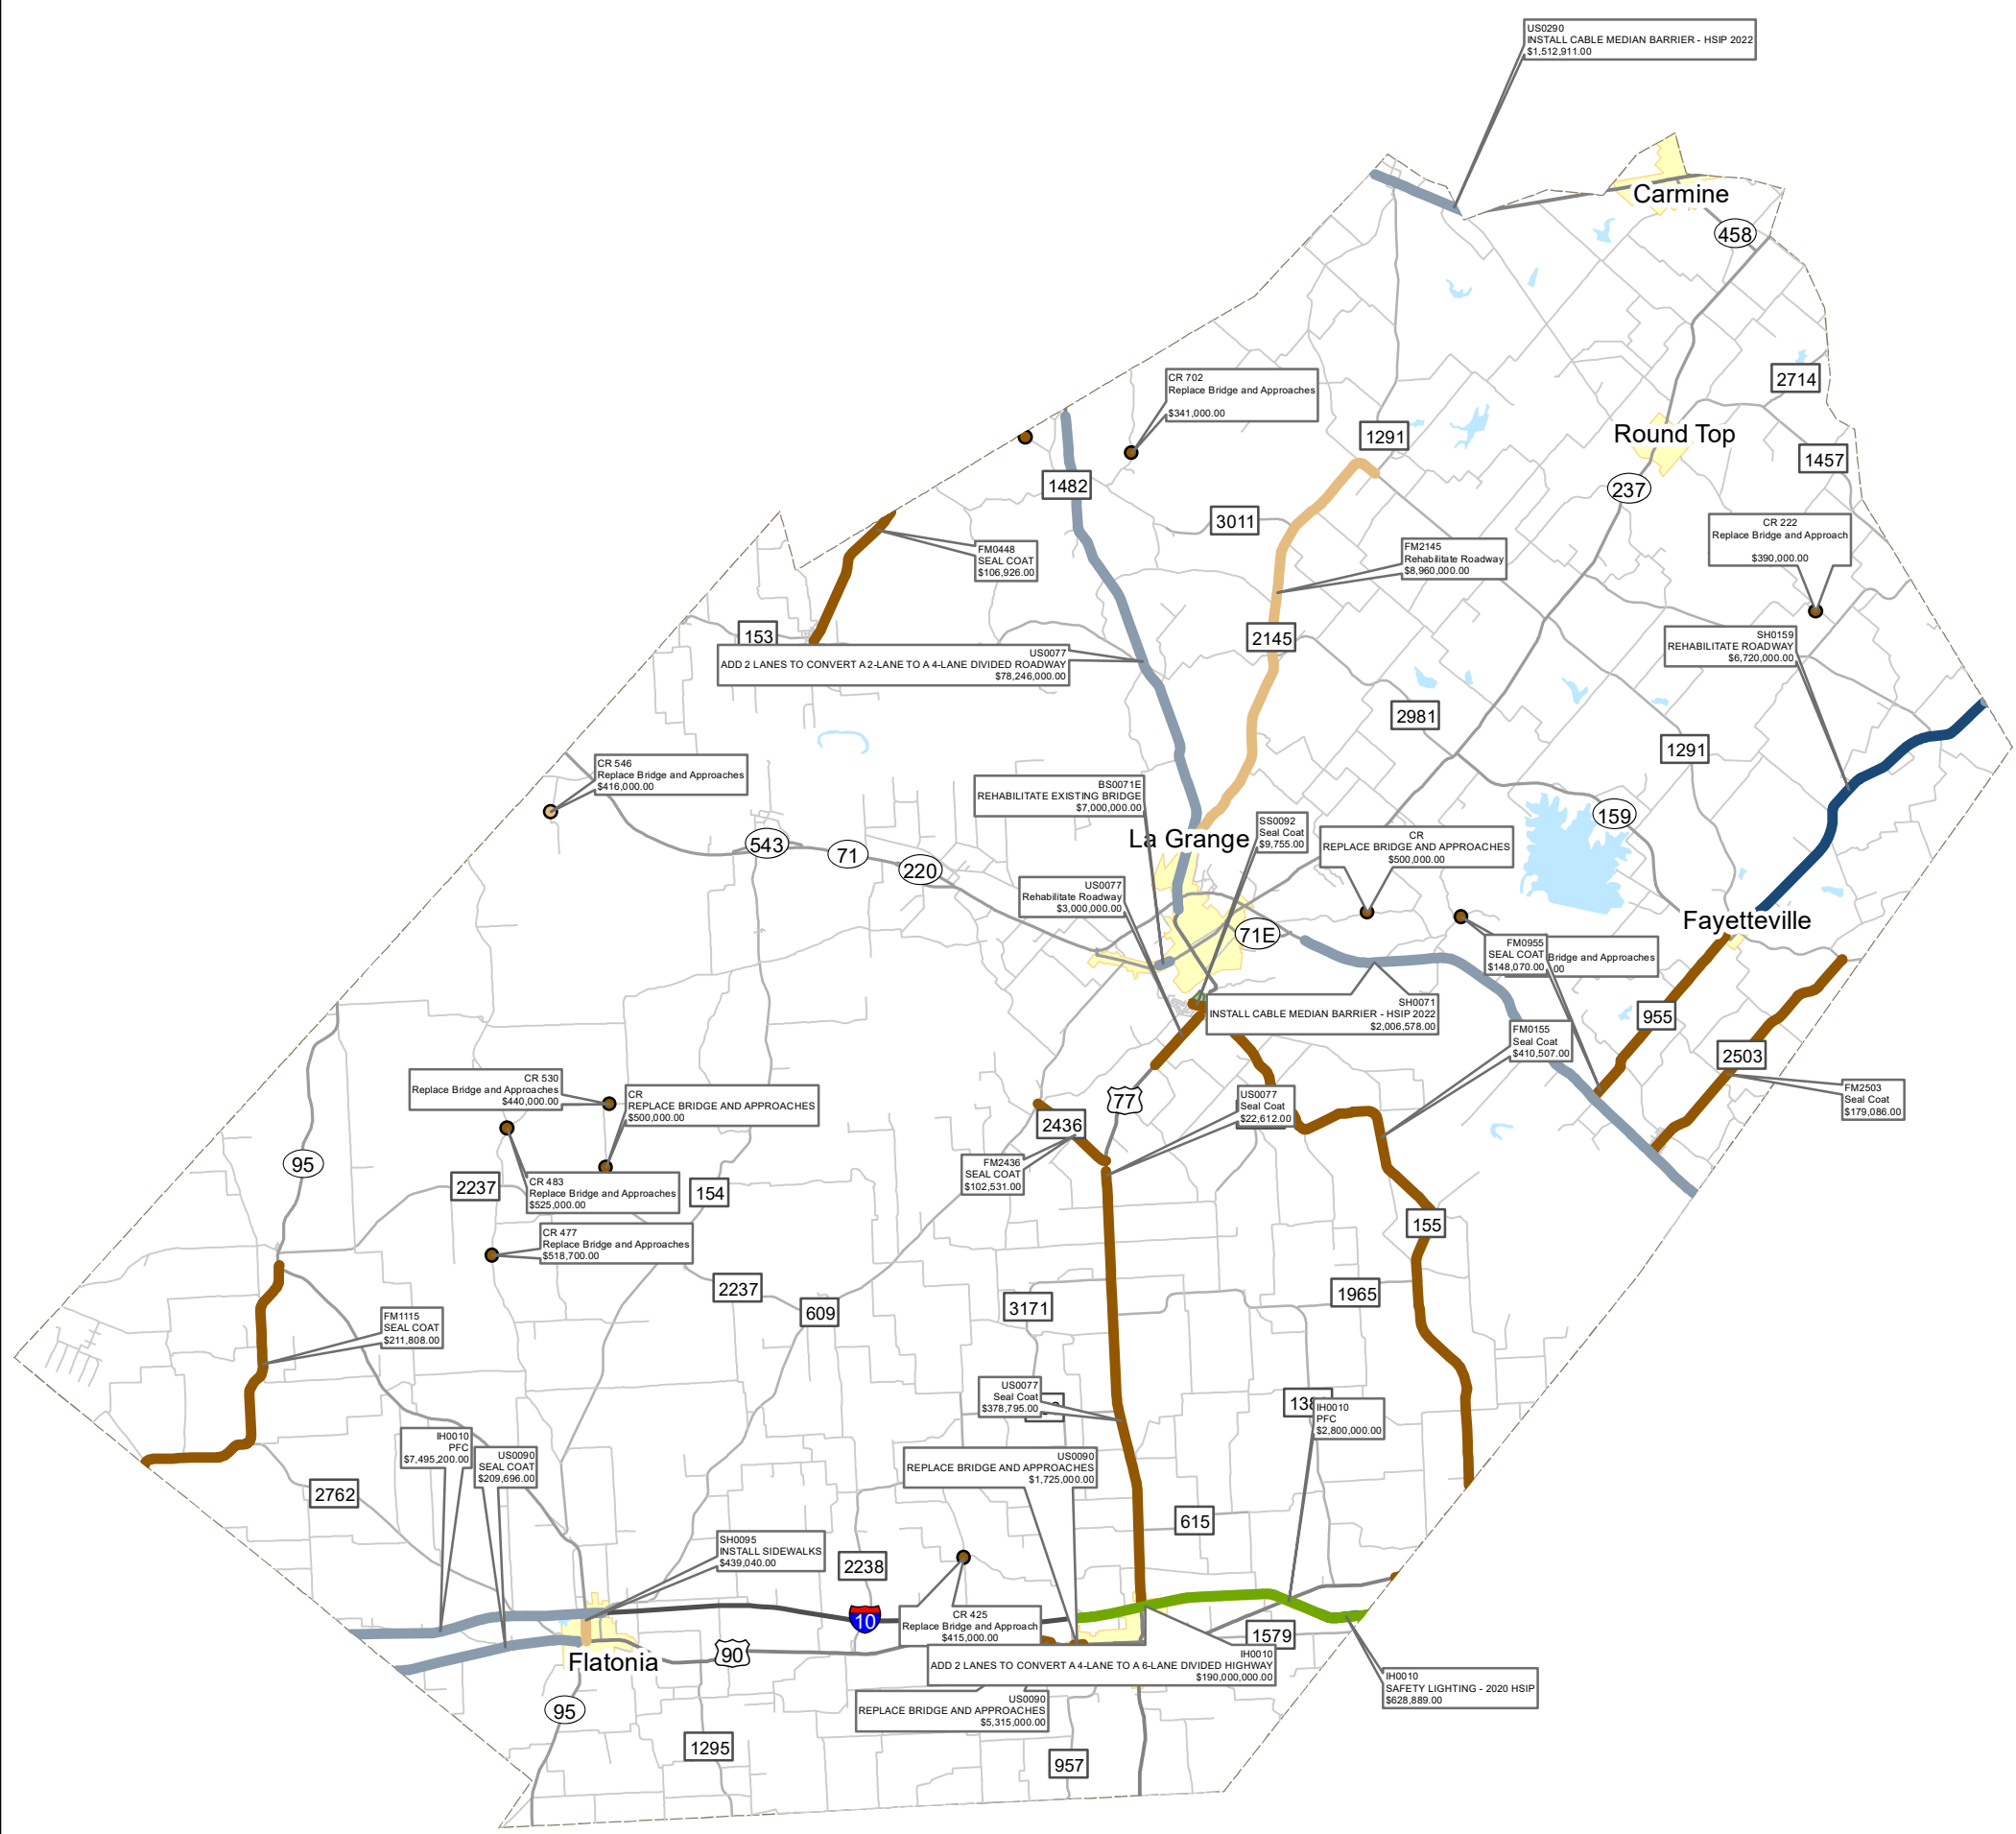 US0290
INSTALL CABLE MEDIAN BARRIER - HSIP 2022
$1,512,911.00
Carmine
458
CR 702
Replace Bridge and Approaches
$341,000.00
2714
1291
Round Top
1457
1482
237
3011
CR 222
Replace Bridge and Approach
$390,000.00
FM0448
SEAL COAT
$106,926.00
FM2145
Rehabilitate Roadway
$8,960,000.00
153
2145
SH0159
REHABILITATE ROADWAY
$6,720,000.00
US0077
ADD 2 LANES TO CONVERT A 2-LANE TO A 4-LANE DIVIDED ROADWAY
$78,246,000.00
2981
1291
CR 546
Replace Bridge and Approaches
$416,000.00
BS0071E
REHABILITATE EXISTING BRIDGE
$7,000,000.00
159
SS0092
Seal Coat
$9,755.00
La Grange
CR
REPLACE BRIDGE AND APPROACHES
$500,000.00
543
71
220
US0077
Rehabilitate Roadway
$3,000,000.00
Fayetteville
71E
FM0955
SEAL COAT
$148,070.00
Bridge and Approaches
00
SH0071
INSTALL CABLE MEDIAN BARRIER - HSIP 2022
$2,006,578.00
955
FM0155
Seal Coat
$410,507.00
2503
CR 530
Replace Bridge and Approaches
$440,000.00
CR
REPLACE BRIDGE AND APPROACHES
$500,000.00
77
US0077
Seal Coat
$22,612.00
FM2503
Seal Coat
$179,086.00
2436
95
FM2436
SEAL COAT
$102,531.00
2237
CR 483
Replace Bridge and Approaches
$525,000.00
154
155
CR 477
Replace Bridge and Approaches
$518,700.00
2237
609
3171
1965
FM1115
SEAL COAT
$211,808.00
US0077
Seal Coat
$378,795.00
138
IH0010
PFC
$2,800,000.00
IH0010
PFC
$7,495,200.00
US0090
SEAL COAT
$209,696.00
US0090
REPLACE BRIDGE AND APPROACHES
$1,725,000.00
2762
615
SH0095
INSTALL SIDEWALKS
$439,040.00
2238
10
CR 425
Replace Bridge and Approach
$415,000.00
1579
90
Flatonia
IH0010
ADD 2 LANES TO CONVERT A 4-LANE TO A 6-LANE DIVIDED HIGHWAY
$190,000,000.00
IH0010
SAFETY LIGHTING - 2020 HSIP
$628,889.00
US0090
REPLACE BRIDGE AND APPROACHES
$5,315,000.00
95
1295
957